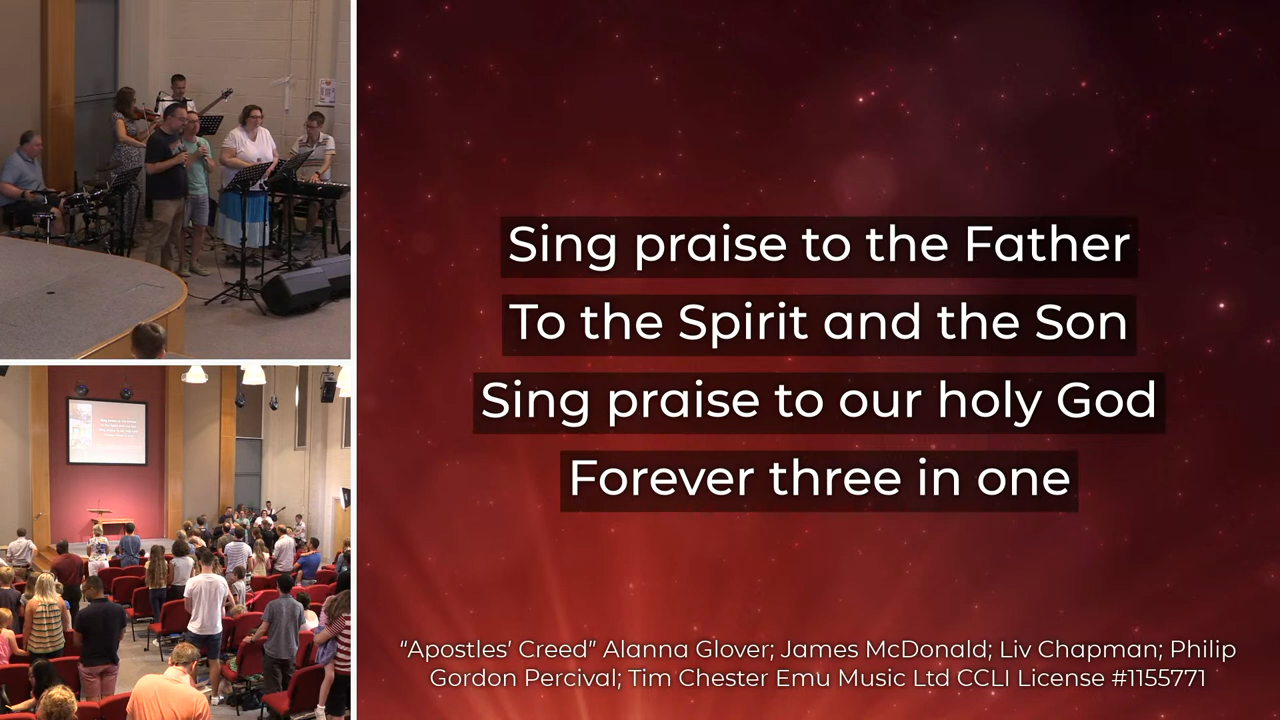 Sing praise to the Father
To the Spirit and the Son
Sing praise to our holy God
Forever three in one
“Apostles’ Creed” Alanna Glover; James McDonald; Liv Chapman; Philip
Gordon Percival; Tim Chester Emu Music Ltd CCLI License #1155771